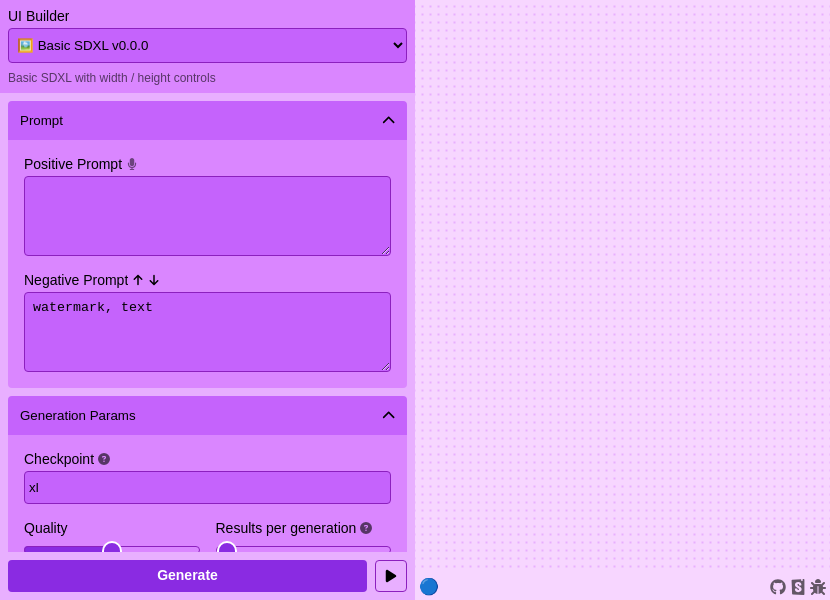 UI Builder
🖼️ Basic SDXL v0.0.0
Basic SDXL with width / height controls
Prompt
Positive Prompt
Negative Prompt
watermark, text
Generation Params
Checkpoint
xl
Quality Results per generation
Generate